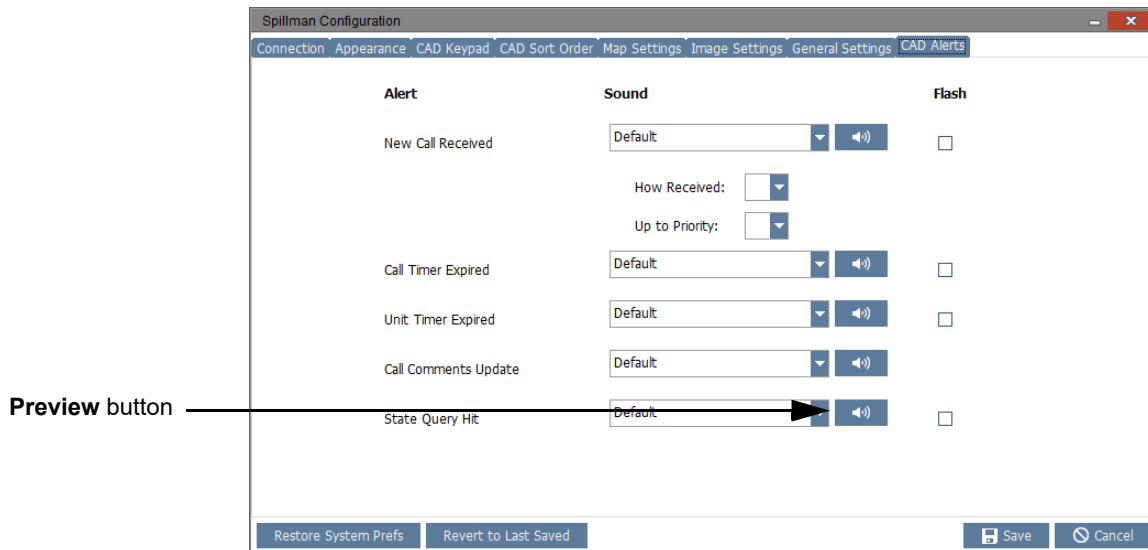 Spillman Configuration
Connection Appearance CAD Keypad CAD Sort Order Map Settings Image Settings General Settings CAD Alerts
Alert Sound Flash
New Call Received Default
How Received:
Up to Priority:
Call Timer Expired Default
Unit Timer Expired Default
Call Comments Update Default
Preview button
State Query Hit Default
Restore System Prefs Revert to Last Saved Save Cancel